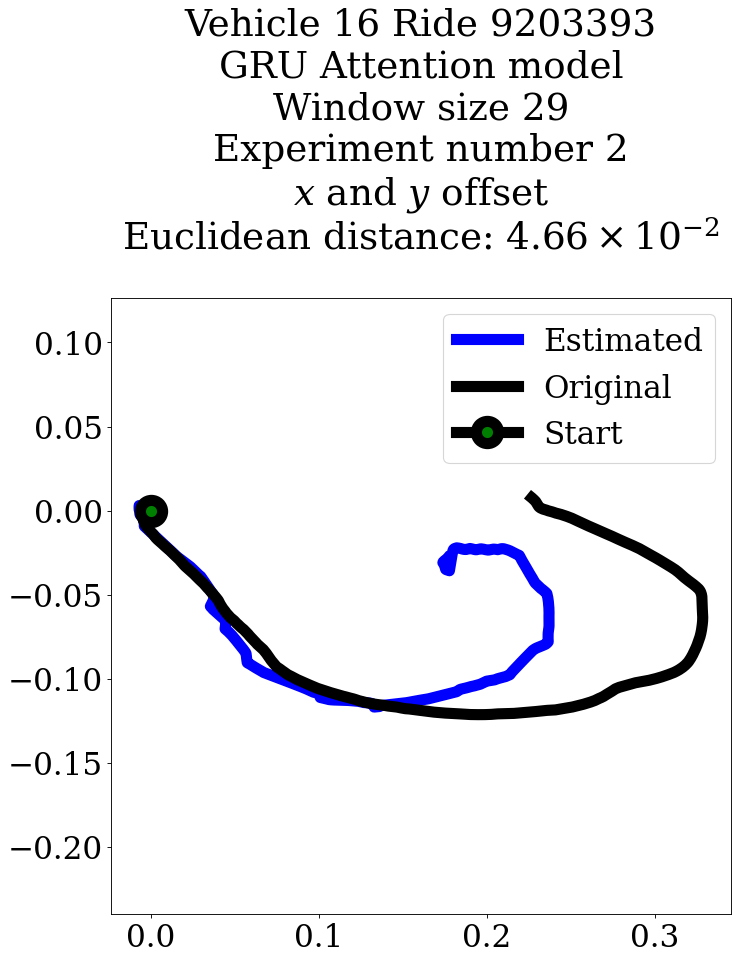 Vehicle 16 Ride 9203393
GRU Attention model
Window size 29
Experiment number 2
x and y offset
Euclidean distance: 4.66 × 10⁻²
Estimated
Original
Start
0.10
0.05
0.00
−0.05
−0.10
−0.15
−0.20
0.0 0.1 0.2 0.3